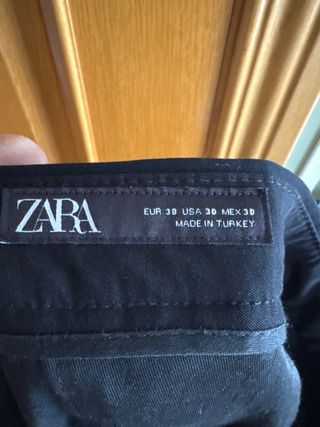 ZARA
EUR 38 USA 30 MEX 30
MADE IN TURKEY